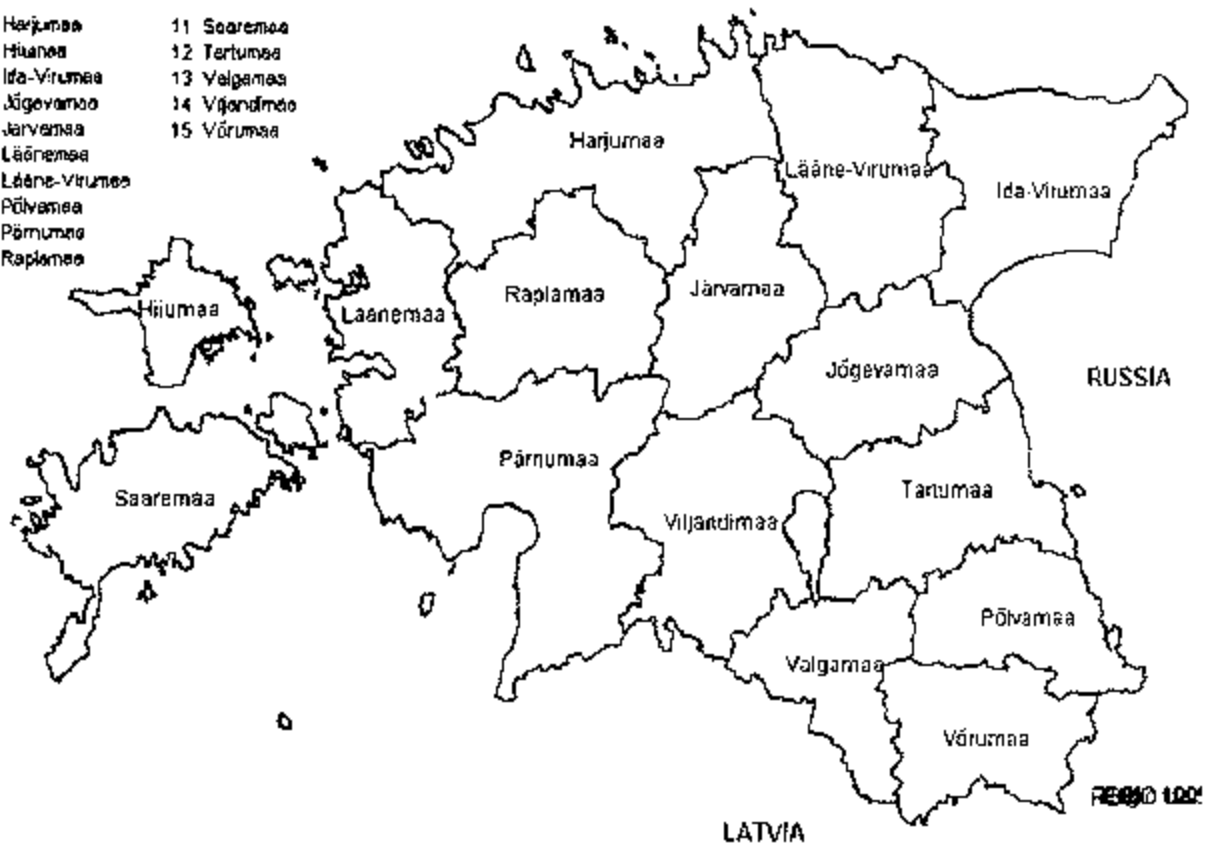 Harjumaa
Hiiumaa
Ida-Virumaa
Jõgevamaa
Järvamaa
Läänemaa
Lääne-Virumaa
Põlvamaa
Pärnumaa
Raplamaa
11 Saaremaa
12 Tartumaa
13 Valgamaa
14 Viljandimaa
15 Võrumaa
Harjumaa
Lääne-Virumaa
Ida-Virumaa
Hiiumaa
Läänemaa
Raplamaa
Järvamaa
Jõgevamaa
RUSSIA
Saaremaa
Pärnumaa
Viljandimaa
Tartumaa
Põlvamaa
Valgamaa
Võrumaa
LATVIA